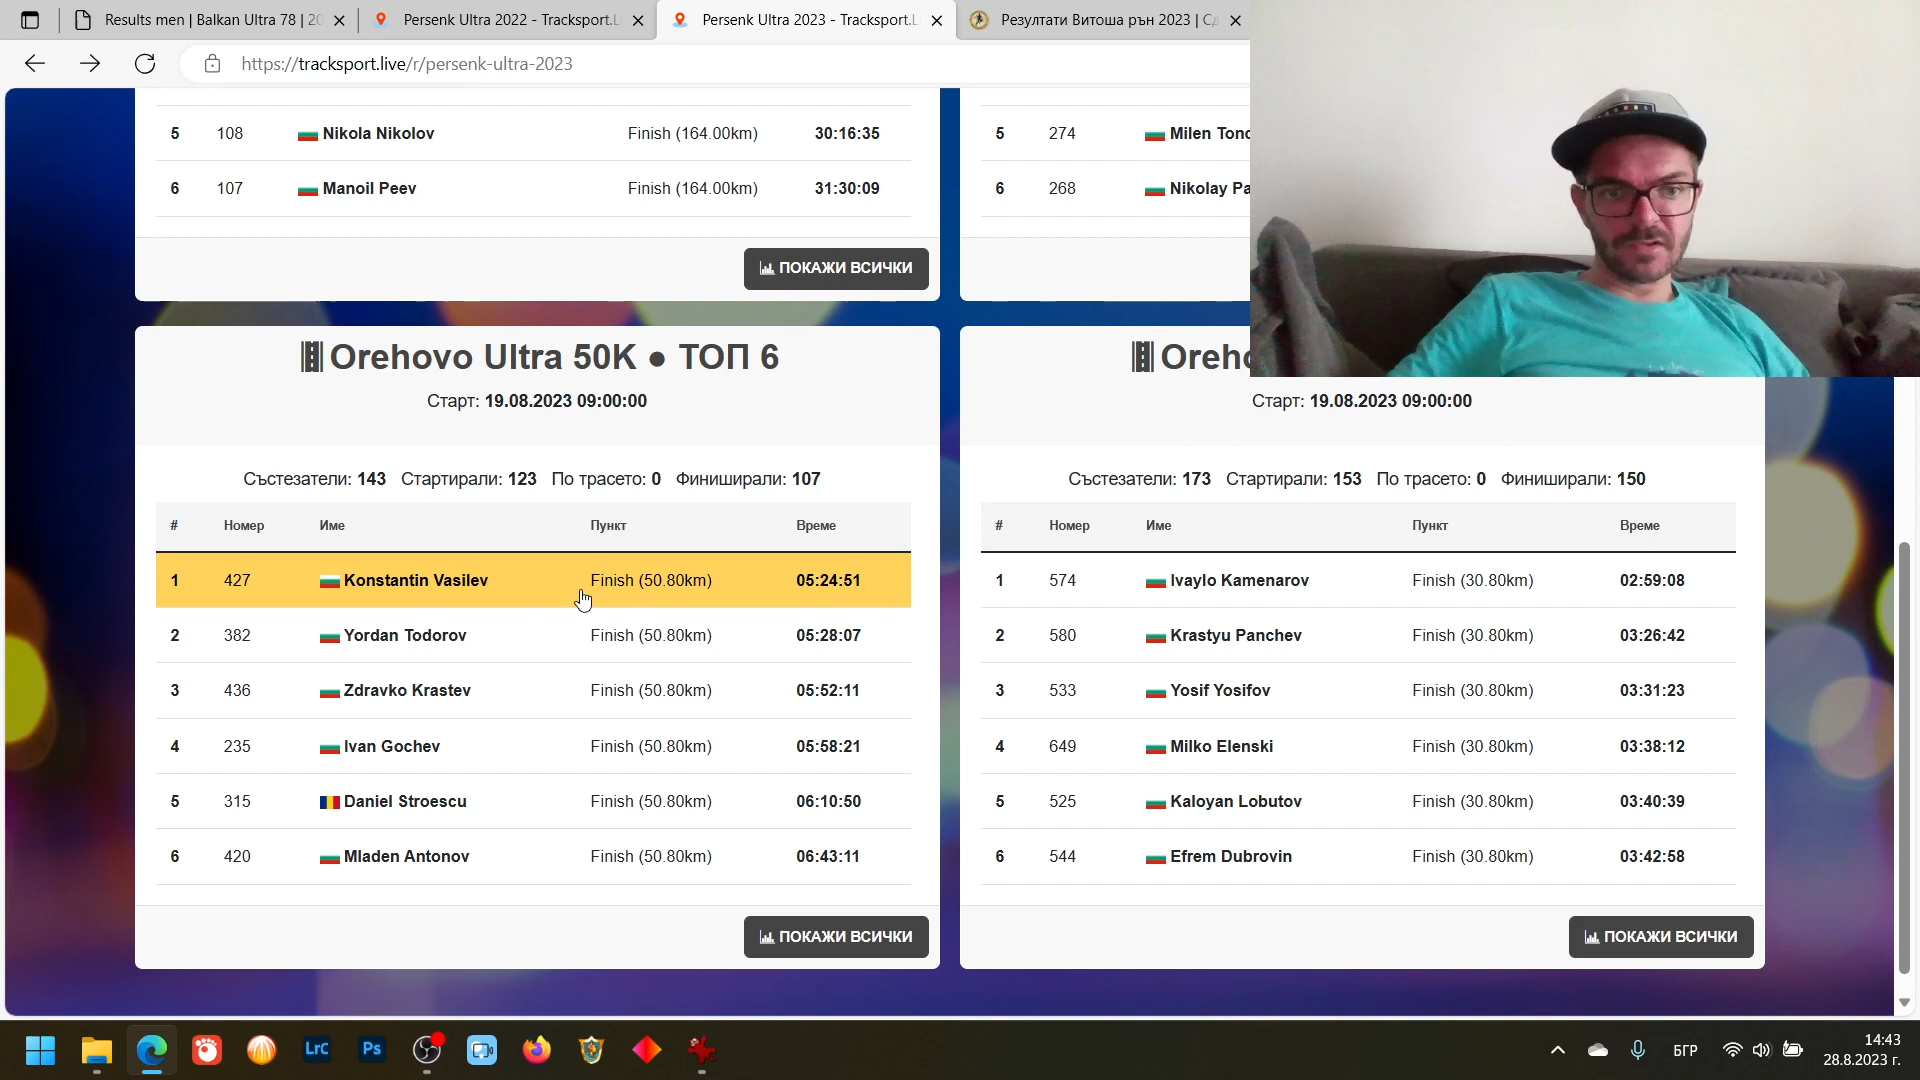 Results men | Balkan Ultra 78 | 20
Persenk Ultra 2022 - Tracksport.L
Persenk Ultra 2023 - Tracksport.L
Резултати Витоша рън 2023 | Сд
https://tracksport.live/r/persenk-ultra-2023
5 108 Nikola Nikolov Finish (164.00km) 30:16:35
6 107 Manoil Peev Finish (164.00km) 31:30:09
ПОКАЖИ ВСИЧКИ
5 274 Milen Tonc
6 268 Nikolay Pa
Orehovo Ultra 50K ● ТОП 6
Старт: 19.08.2023 09:00:00
Състезатели: 143 Стартирали: 123 По трасето: 0 Финиширали: 107
# Номер Име Пункт Време
1 427 Konstantin Vasilev Finish (50.80km) 05:24:51
2 382 Yordan Todorov Finish (50.80km) 05:28:07
3 436 Zdravko Krastev Finish (50.80km) 05:52:11
4 235 Ivan Gochev Finish (50.80km) 05:58:21
5 315 Daniel Stroescu Finish (50.80km) 06:10:50
6 420 Mladen Antonov Finish (50.80km) 06:43:11
ПОКАЖИ ВСИЧКИ
Oreho
Старт: 19.08.2023 09:00:00
Състезатели: 173 Стартирали: 153 По трасето: 0 Финиширали: 150
# Номер Име Пункт Време
1 574 Ivaylo Kamenarov Finish (30.80km) 02:59:08
2 580 Krastyu Panchev Finish (30.80km) 03:26:42
3 533 Yosif Yosifov Finish (30.80km) 03:31:23
4 649 Milko Elenski Finish (30.80km) 03:38:12
5 525 Kaloyan Lobutov Finish (30.80km) 03:40:39
6 544 Efrem Dubrovin Finish (30.80km) 03:42:58
ПОКАЖИ ВСИЧКИ
LrC
Ps
БГР
14:43
28.8.2023 г.